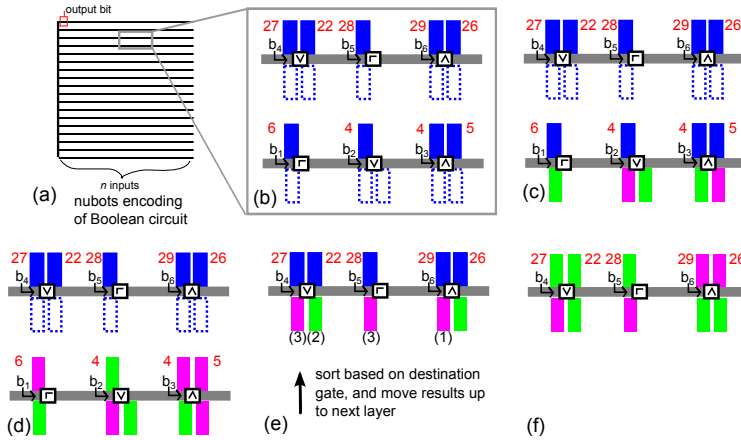 output bit
n inputs
(a)
nubots encoding
of Boolean circuit
27 22 28 29 26
b4 ∨ b5 ⌐ b6 ∧
6 4 4 5
b1 ⌐ b2 ∨ b3 ∧
(b)
27 22 28 29 26
b4 ∨ b5 ⌐ b6 ∧
6 4 4 5
b1 ⌐ b2 ∨ b3 ∧
(c)
27 22 28 29 26
b4 ∨ b5 ⌐ b6 ∧
6 4 4 5
b1 ⌐ b2 ∨ b3 ∧
(d)
27 22 28 29 26
b4 ∨ b5 ⌐ b6 ∧
(3) (2) (3) (1)
sort based on destination
gate, and move results up
to next layer
(e)
27 22 28 29 26
b4 ∨ b5 ⌐ b6 ∧
(f)